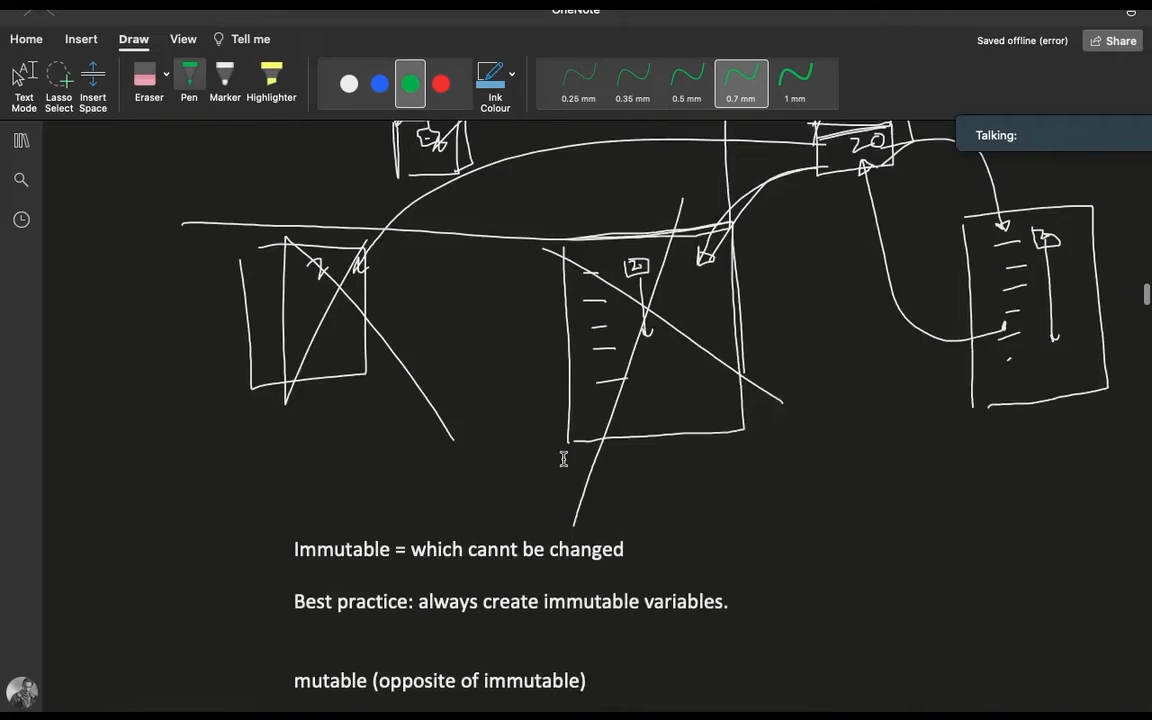 OneNote
Home Insert Draw View Tell me
Saved offline (error) Share
Text Mode
Lasso Select
Insert Space
Eraser
Pen
Marker
Highlighter
Ink Colour
0.25 mm 0.35 mm 0.5 mm 0.7 mm 1 mm
Talking:
20
Immutable = which cannt be changed
Best practice: always create immutable variables.
mutable (opposite of immutable)